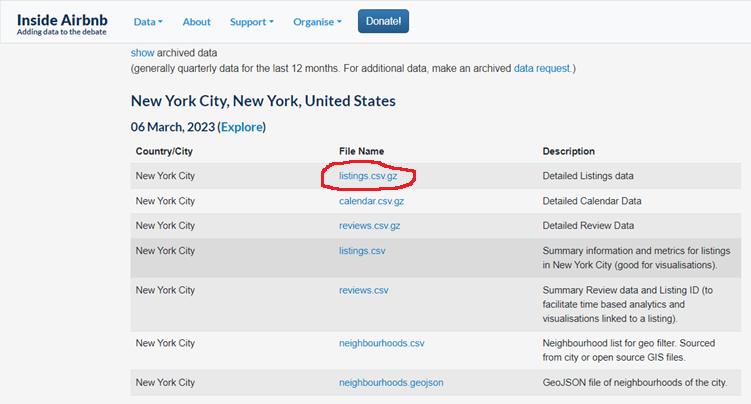 Inside Airbnb
Adding data to the debate
Data About Support Organise Donate!
show archived data
(generally quarterly data for the last 12 months. For additional data, make an archived data request.)
New York City, New York, United States
06 March, 2023 (Explore)
Country/City File Name Description
New York City listings.csv.gz Detailed Listings data
New York City calendar.csv.gz Detailed Calendar Data
New York City reviews.csv.gz Detailed Review Data
New York City listings.csv Summary information and metrics for listings
in New York City (good for visualisations).
New York City reviews.csv Summary Review data and Listing ID (to
facilitate time based analytics and
visualisations linked to a listing).
New York City neighbourhoods.csv Neighbourhood list for geo filter. Sourced
from city or open source GIS files.
New York City neighbourhoods.geojson GeoJSON file of neighbourhoods of the city.